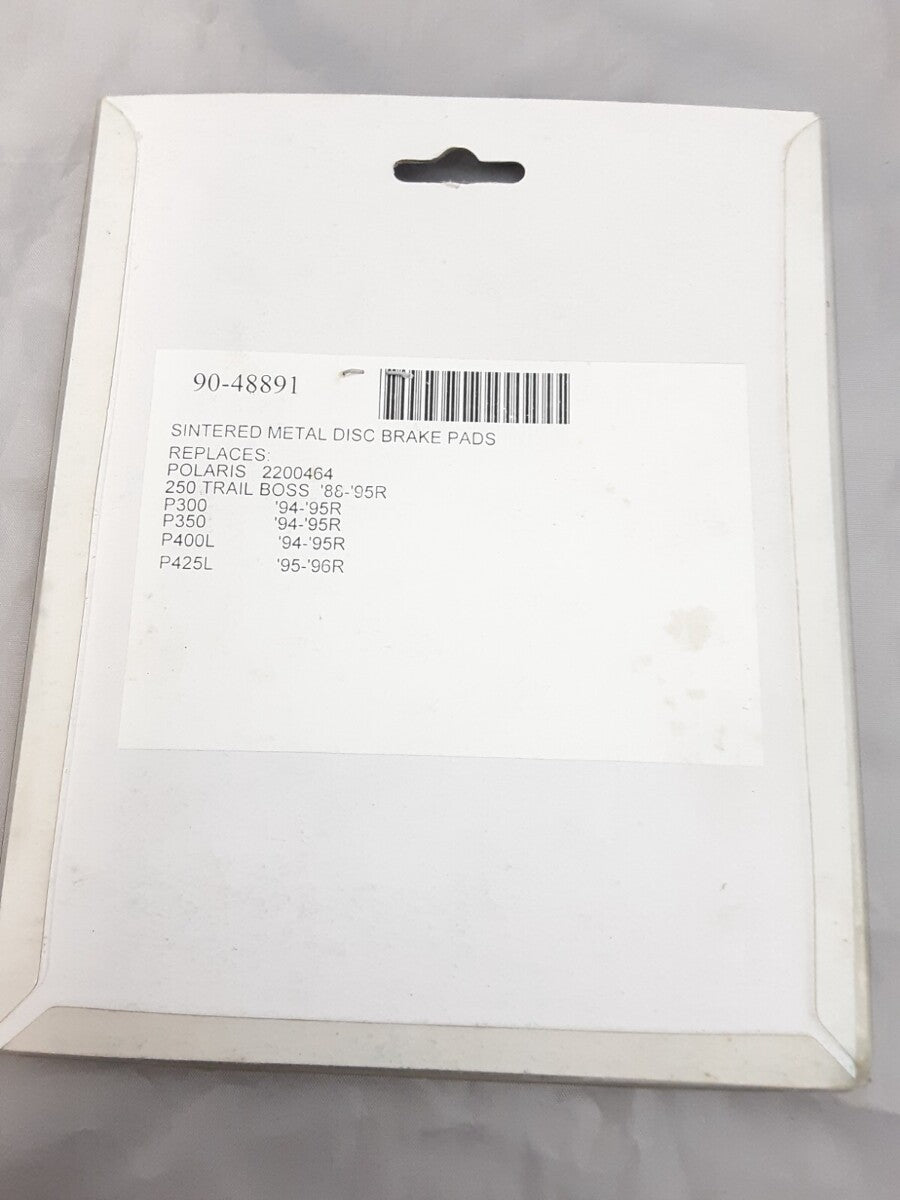 90-48891
SINTERED METAL DISC BRAKE PADS
REPLACES:
POLARIS 2200464
250 TRAIL BOSS '88-'95R
P300 '94-'95R
P350 '94-'95R
P400L '94-'95R
P425L '95-'96R